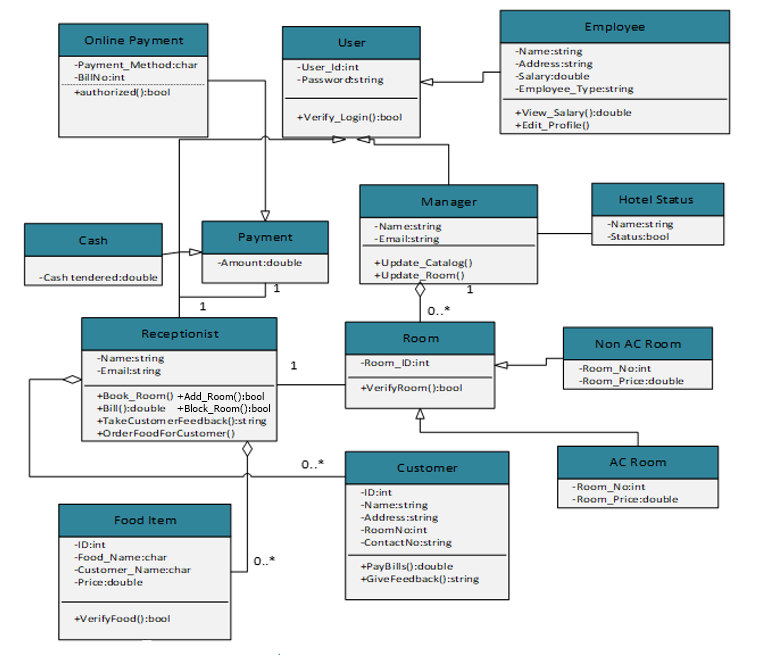 Online Payment
-Payment_Method:char
-BillNo:int
+authorized():bool
User
-User_Id:int
-Password:string
+Verify_Login():bool
Employee
-Name:string
-Address:string
-Salary:double
-Employee_Type:string
+View_Salary():double
+Edit_Profile()
Manager
-Name:string
-Email:string
+Update_Catalog()
+Update_Room()
Hotel Status
-Name:string
-Status:bool
Cash
-Cash tendered:double
Payment
-Amount:double
1
1
1
0..*
Receptionist
-Name:string
-Email:string
+Book_Room() +Add_Room():bool
+Bill():double +Block_Room():bool
+TakeCustomerFeedback():string
+OrderFoodForCustomer()
1
Room
-Room_ID:int
+VerifyRoom():bool
Non AC Room
-Room_No:int
-Room_Price:double
AC Room
-Room_No:int
-Room_Price:double
0..*
Customer
-ID:int
-Name:string
-Address:string
-RoomNo:int
-ContactNo:string
+PayBills():double
+GiveFeedback():string
Food Item
-ID:int
-Food_Name:char
-Customer_Name:char
-Price:double
+VerifyFood():bool
0..*